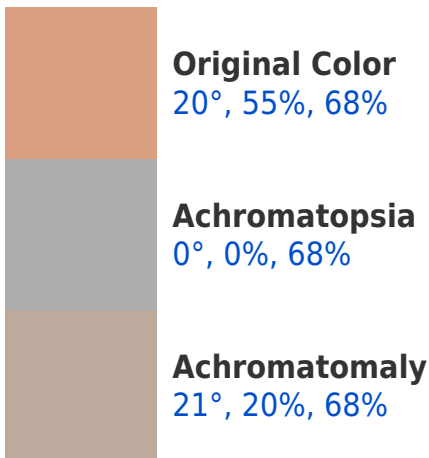 Original Color
20°, 55%, 68%
Achromatopsia
0°, 0%, 68%
Achromatomaly
21°, 20%, 68%